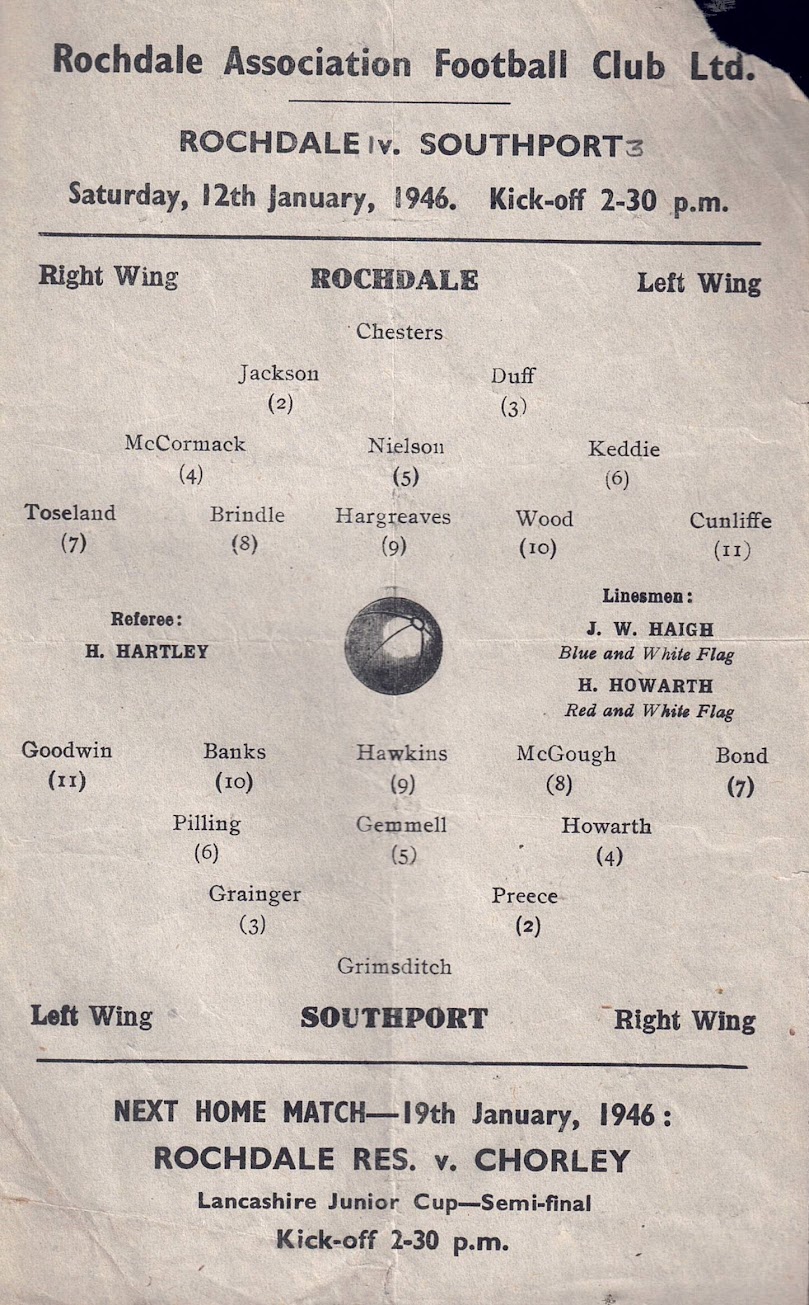 Rochdale Association Football Club Ltd.
ROCHDALE 1 v. SOUTHPORT 3
Saturday, 12th January, 1946. Kick-off 2-30 p.m.
Right Wing ROCHDALE Left Wing
Chesters
Jackson Duff
(2) (3)
McCormack Nielson Keddie
(4) (5) (6)
Toseland Brindle Hargreaves Wood Cunliffe
(7) (8) (9) (10) (11)
Referee:
H. HARTLEY
Linesmen:
J. W. HAIGH
Blue and White Flag
H. HOWARTH
Red and White Flag
Goodwin Banks Hawkins McGough Bond
(11) (10) (9) (8) (7)
Pilling Gemmell Howarth
(6) (5) (4)
Grainger Preece
(3) (2)
Grimsditch
Left Wing SOUTHPORT Right Wing
NEXT HOME MATCH—19th January, 1946:
ROCHDALE RES. v. CHORLEY
Lancashire Junior Cup—Semi-final
Kick-off 2-30 p.m.